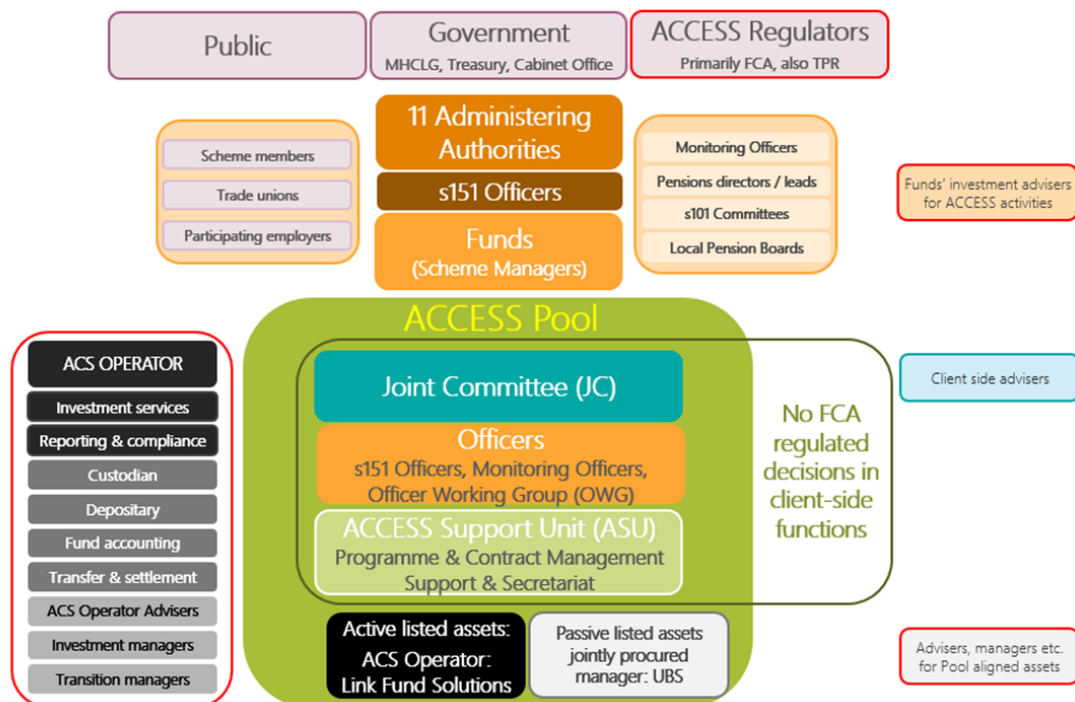 Public
Government
MHCLG, Treasury, Cabinet Office
ACCESS Regulators
Primarily FCA, also TPR
11 Administering
Authorities
s151 Officers
Funds
(Scheme Managers)
Scheme members
Trade unions
Participating employers
Monitoring Officers
Pensions directors / leads
s101 Committees
Local Pension Boards
Funds' investment advisers
for ACCESS activities
ACCESS Pool
ACS OPERATOR
Investment services
Reporting & compliance
Custodian
Depositary
Fund accounting
Transfer & settlement
ACS Operator Advisers
Investment managers
Transition managers
Joint Committee (JC)
Officers
s151 Officers, Monitoring Officers,
Officer Working Group (OWG)
ACCESS Support Unit (ASU)
Programme & Contract Management
Support & Secretariat
No FCA
regulated
decisions in
client-side
functions
Client side advisers
Active listed assets:
ACS Operator:
Link Fund Solutions
Passive listed assets
jointly procured
manager: UBS
Advisers, managers etc.
for Pool aligned assets